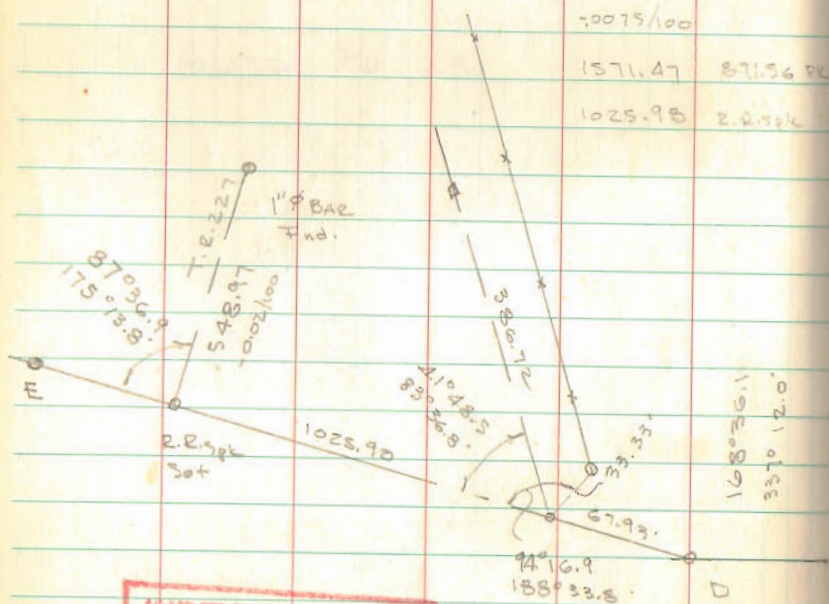 -.0075/100
1571.47 871.56 PK
1025.98 R.R.spk
T.R.227
1"φ BAR
Fnd.
87°36.9
175°13.8'
548.97
-0.02/100
386.72
E
R.R.Spk
Set
1025.98
41°48.5
83°36.8'
33.33'
168°36.1
337°12.0'
67.93'
94°16.9
188°33.8
D